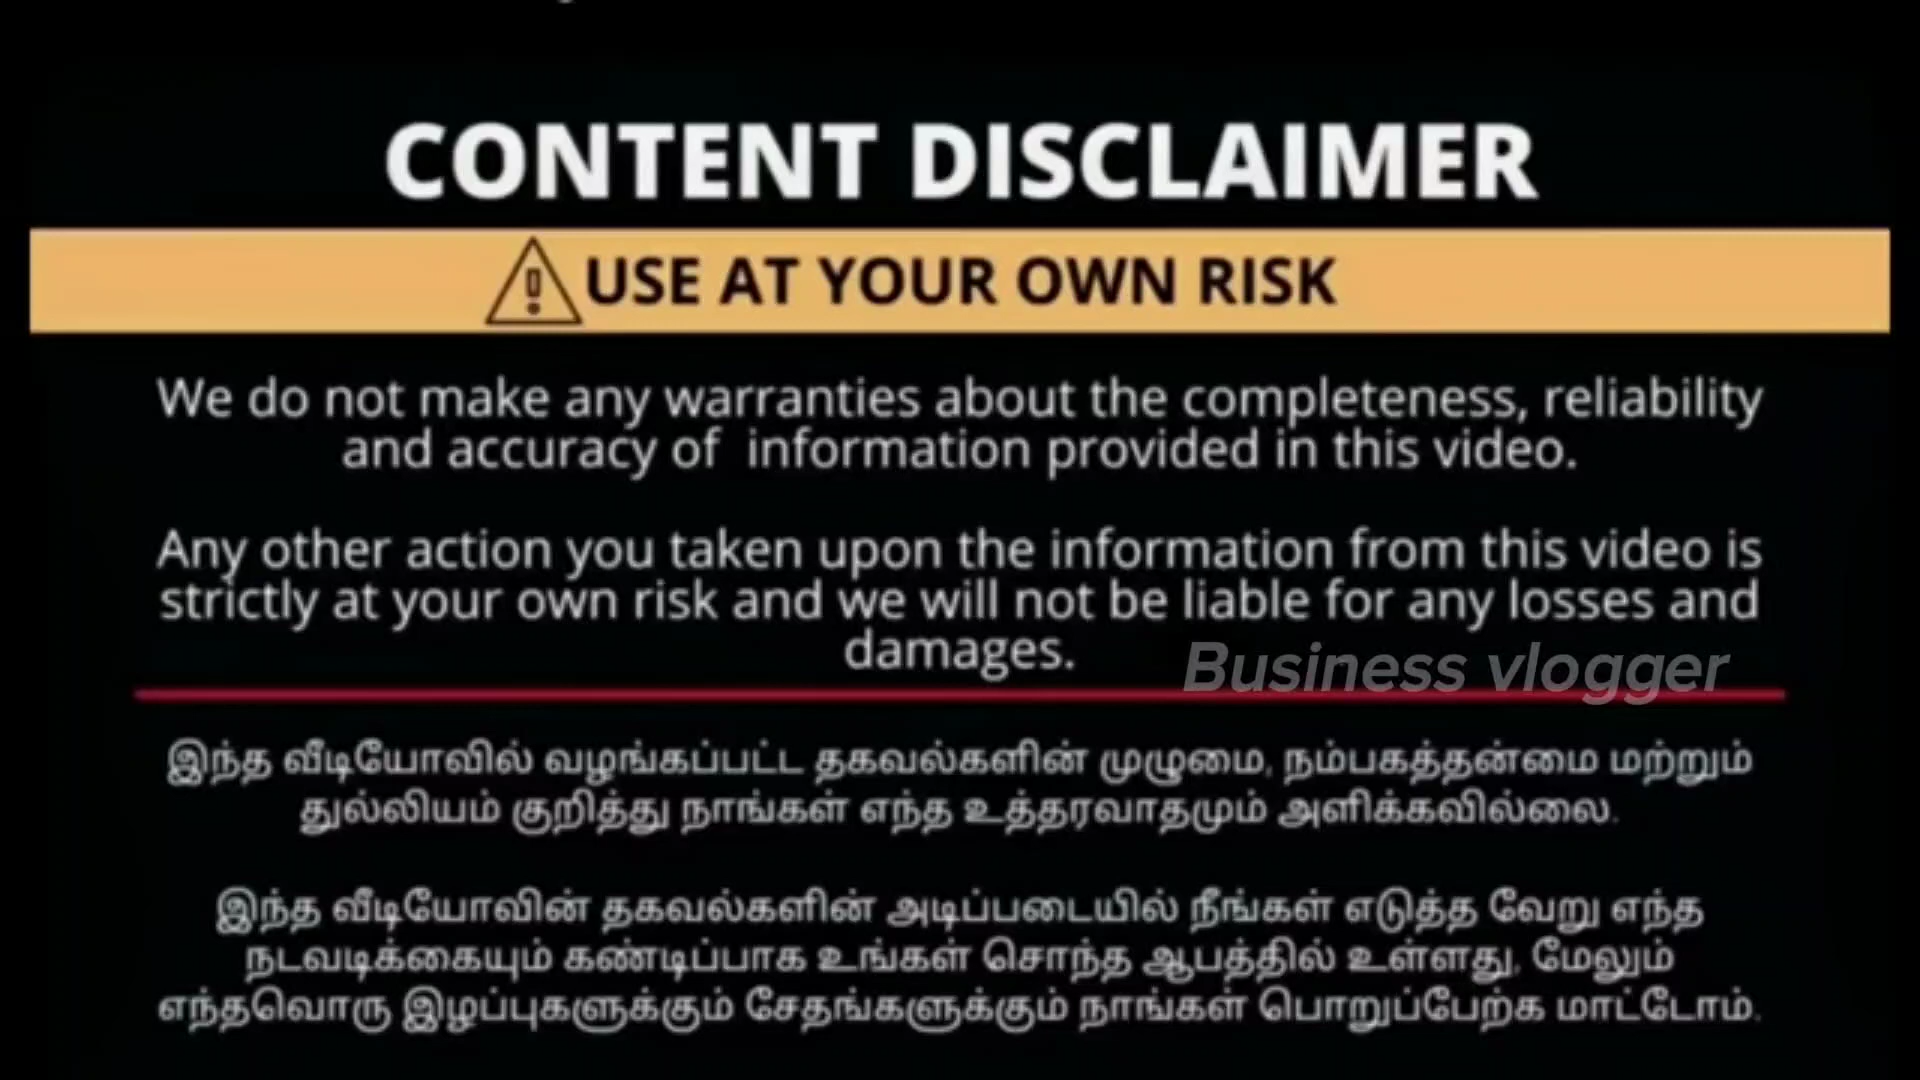 CONTENT DISCLAIMER
USE AT YOUR OWN RISK
We do not make any warranties about the completeness, reliability
and accuracy of information provided in this video.
Any other action you taken upon the information from this video is
strictly at your own risk and we will not be liable for any losses and
damages.
Business vlogger
இந்த வீடியோவில் வழங்கப்பட்ட தகவல்களின் முழுமை, நம்பகத்தன்மை மற்றும்
துல்லியம் குறித்து நாங்கள் எந்த உத்தரவாதமும் அளிக்கவில்லை.
இந்த வீடியோவின் தகவல்களின் அடிப்படையில் நீங்கள் எடுத்த வேறு எந்த
நடவடிக்கையும் கண்டிப்பாக உங்கள் சொந்த ஆபத்தில் உள்ளது, மேலும்
எந்தவொரு இழப்புகளுக்கும் சேதங்களுக்கும் நாங்கள் பொறுப்பேற்க மாட்டோம்.